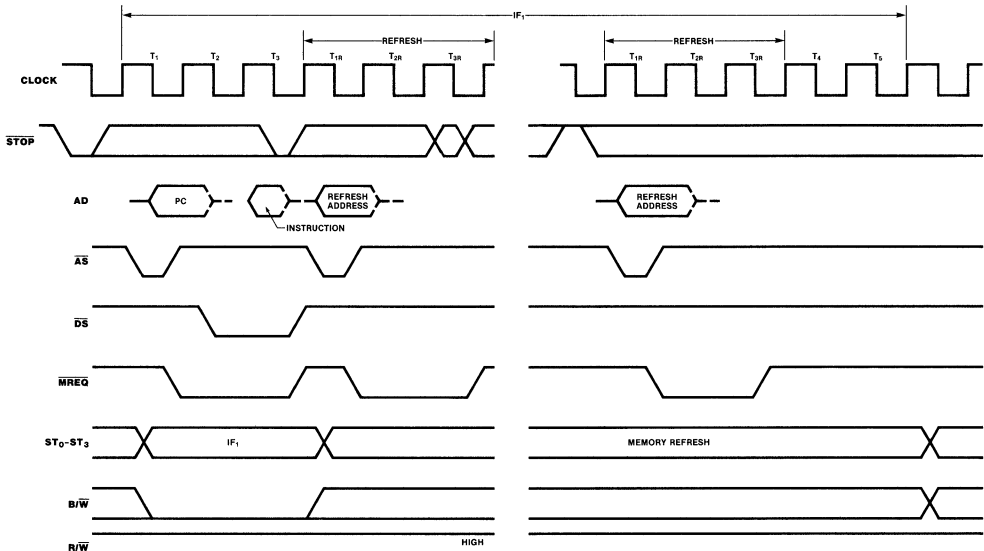 IF₁
REFRESH
REFRESH
T₁ T₂ T₃ T₁R T₂R T₃R T₁R T₂R T₃R T₄ T₅
CLOCK
STOP
AD PC REFRESH ADDRESS REFRESH ADDRESS
INSTRUCTION
AS
DS
MREQ
ST₀-ST₃ IF₁ MEMORY REFRESH
B/W
R/W HIGH